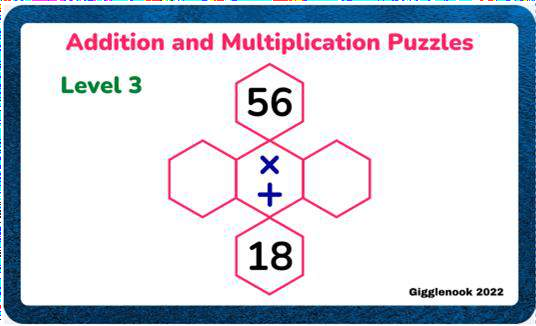 Addition and Multiplication Puzzles
Level 3
56
×
+
18
Gigglenook 2022